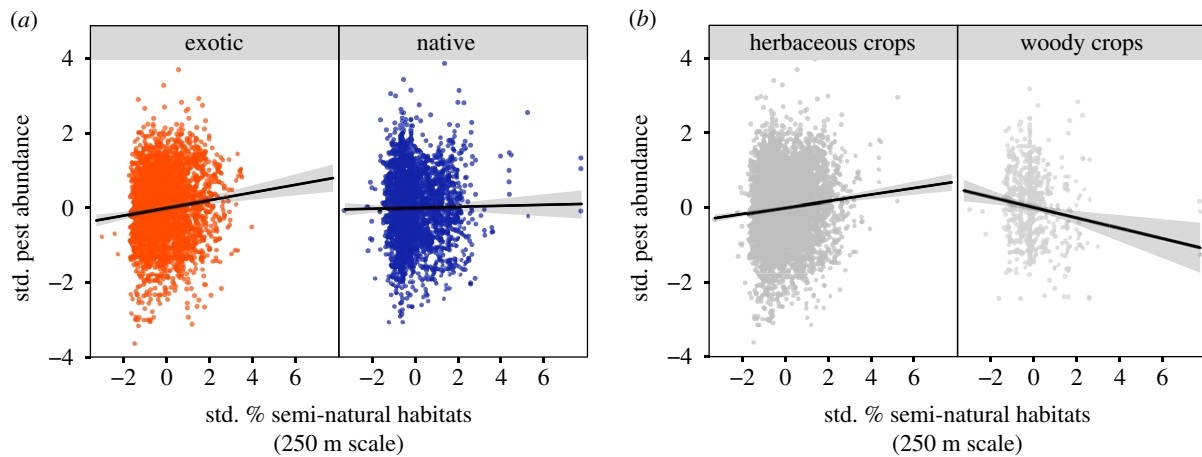 (a)
exotic
native
4
2
0
−2
−4
std. pest abundance
−2 0 2 4 6
−2 0 2 4 6
std. % semi-natural habitats
(250 m scale)
(b)
herbaceous crops
woody crops
4
2
0
−2
−4
std. pest abundance
−2 0 2 4 6
−2 0 2 4 6
std. % semi-natural habitats
(250 m scale)